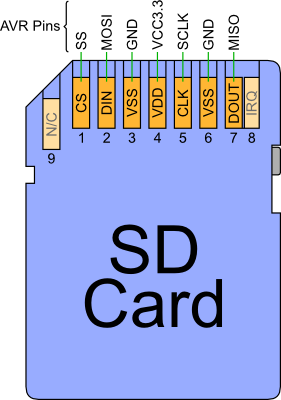 AVR Pins
SS
MOSI
GND
VCC3.3
SCLK
GND
MISO
N/C
CS
DIN
VSS
VDD
CLK
VSS
DOUT
IRQ
1 2 3 4 5 6 7 8
9
SD
Card